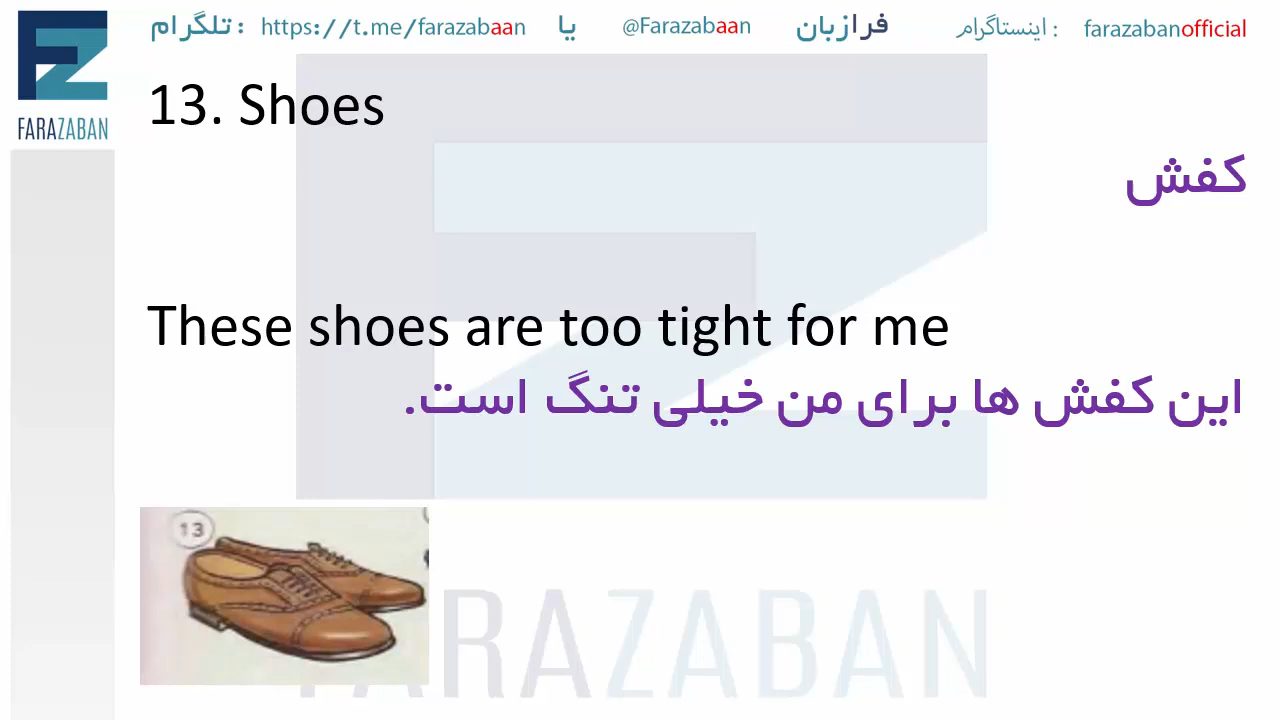 تلگرام : https://t.me/farazabaan یا @Farazabaan فرازبان اینستاگرام : farazabanofficial
FARAZABAN
13. Shoes
کفش
These shoes are too tight for me
این کفش ها برای من خیلی تنگ است.
13
FARAZABAN